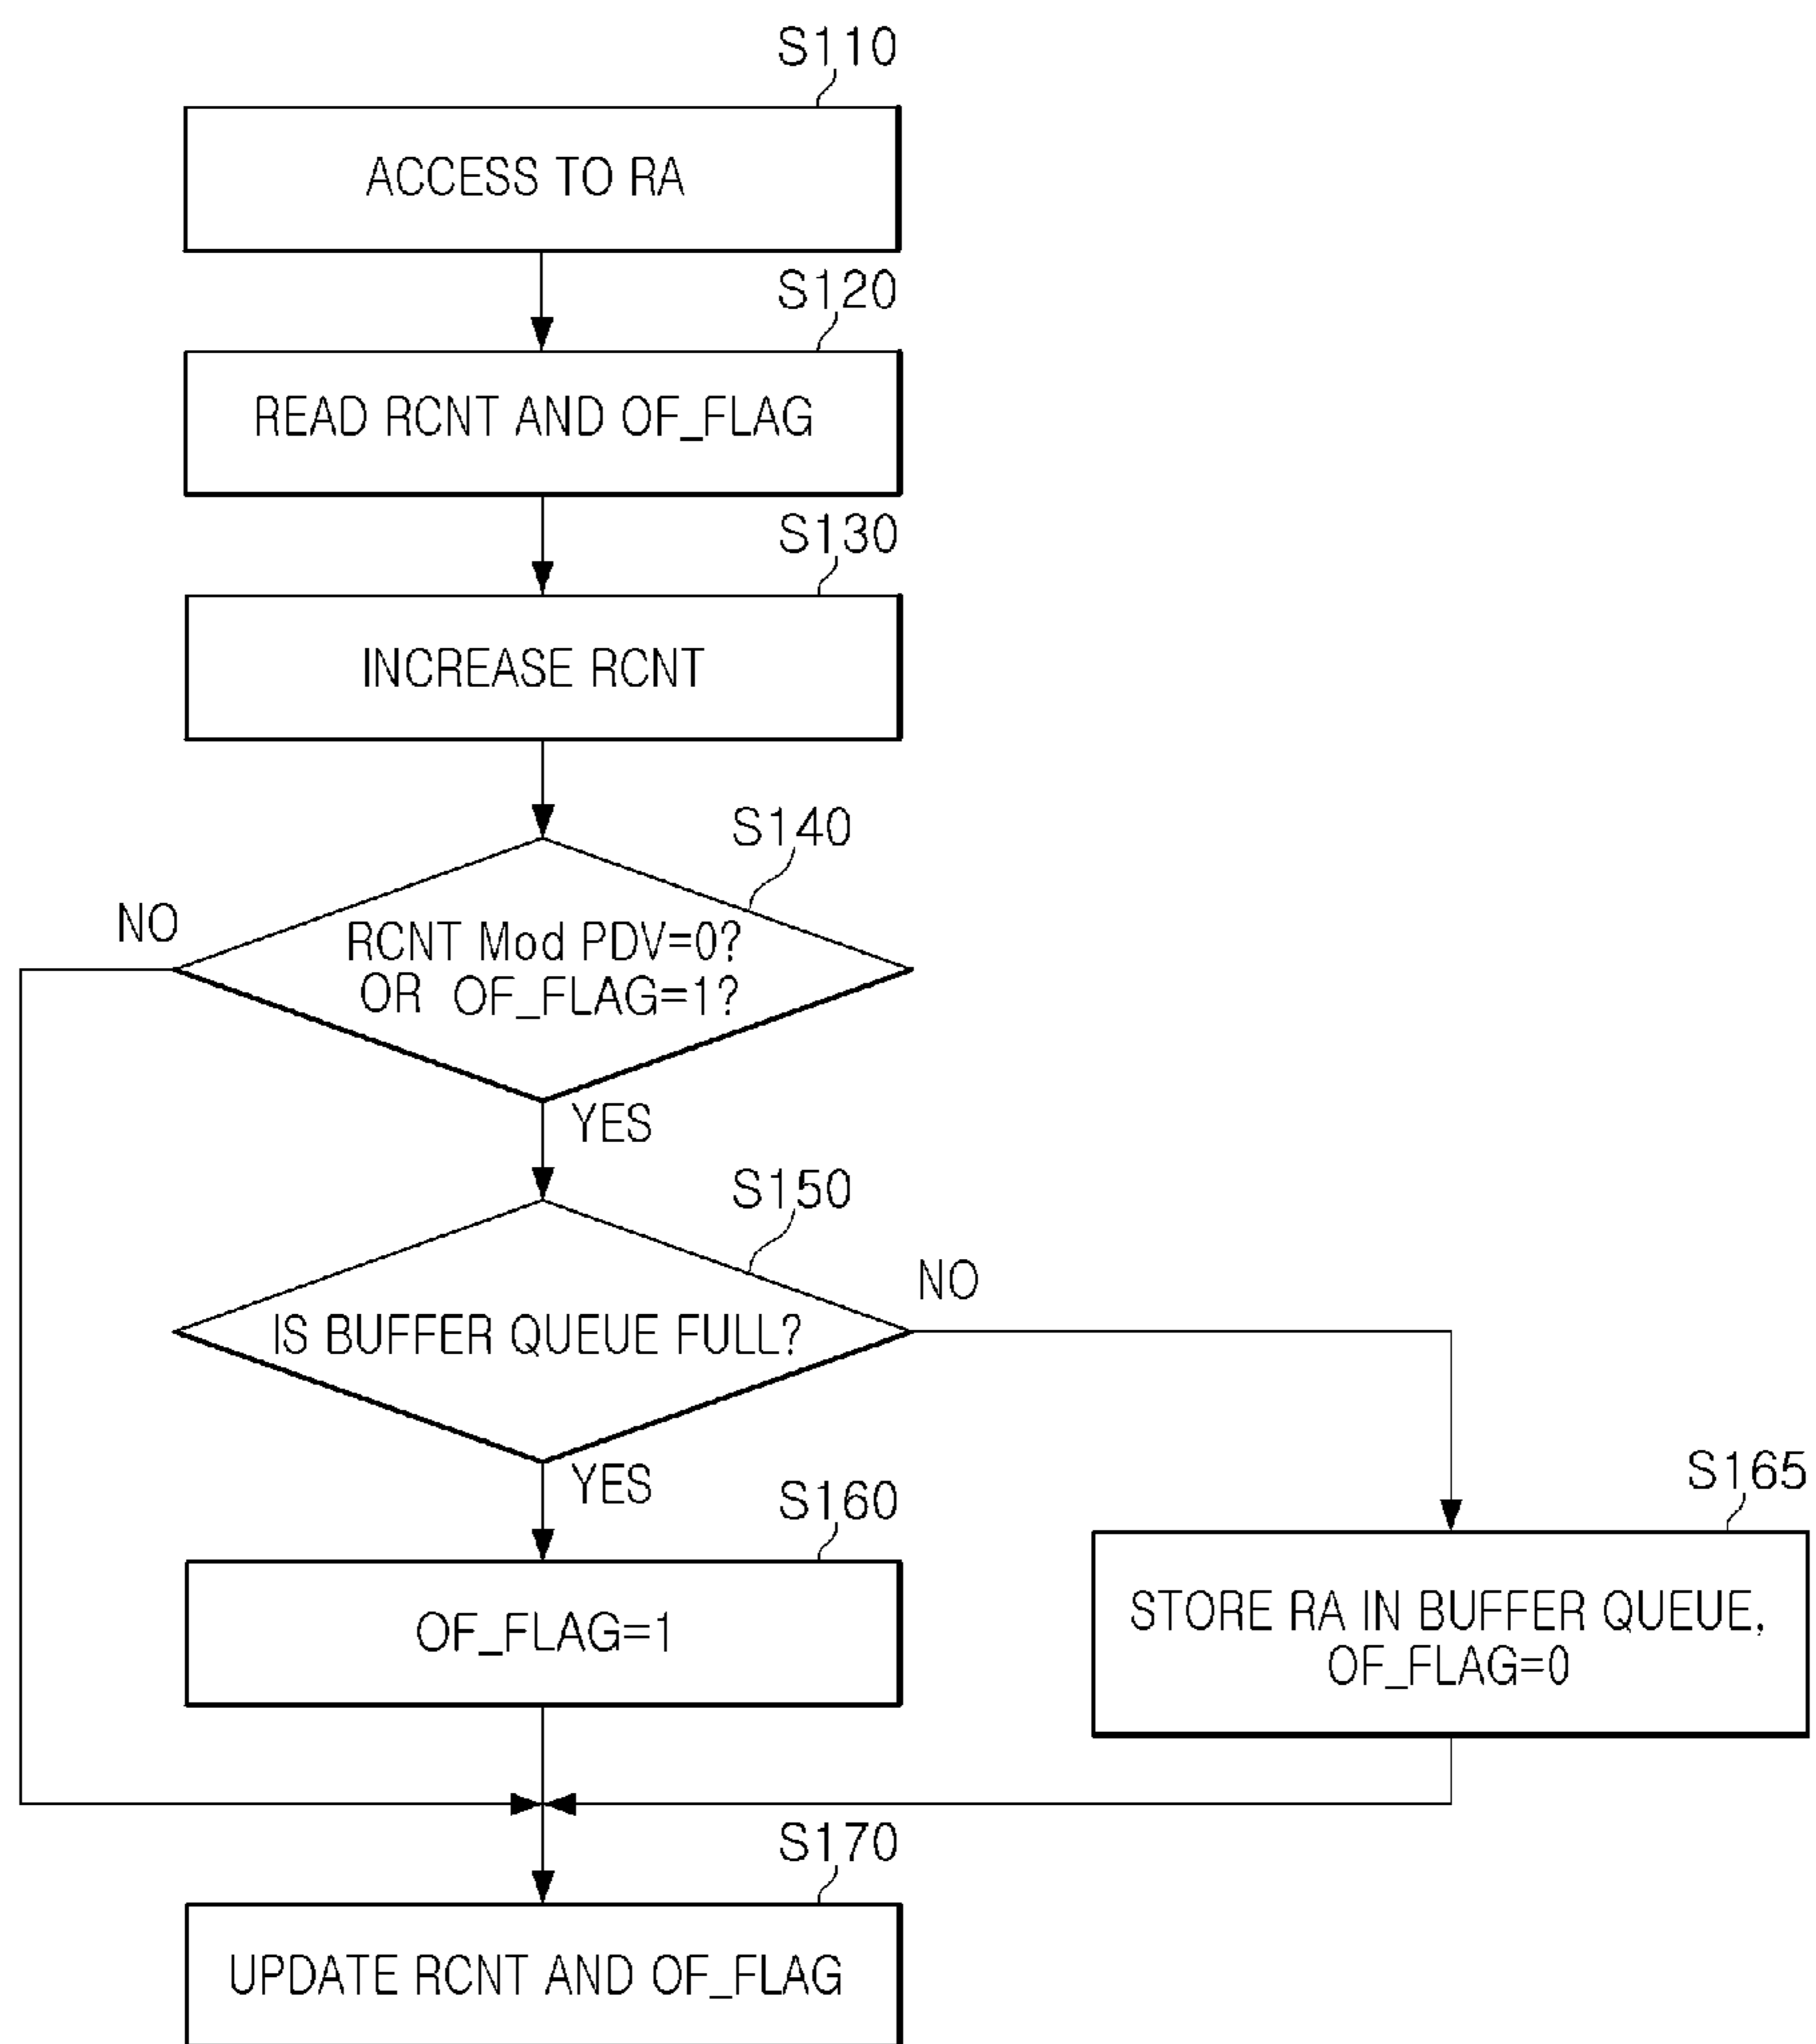 S110
ACCESS TO RA
S120
READ RCNT AND OF_FLAG
S130
INCREASE RCNT
S140
NO
RCNT Mod PDV=0?
OR OF_FLAG=1?
YES
S150
NO
IS BUFFER QUEUE FULL?
YES
S160
OF_FLAG=1
S165
STORE RA IN BUFFER QUEUE,
OF_FLAG=0
S170
UPDATE RCNT AND OF_FLAG